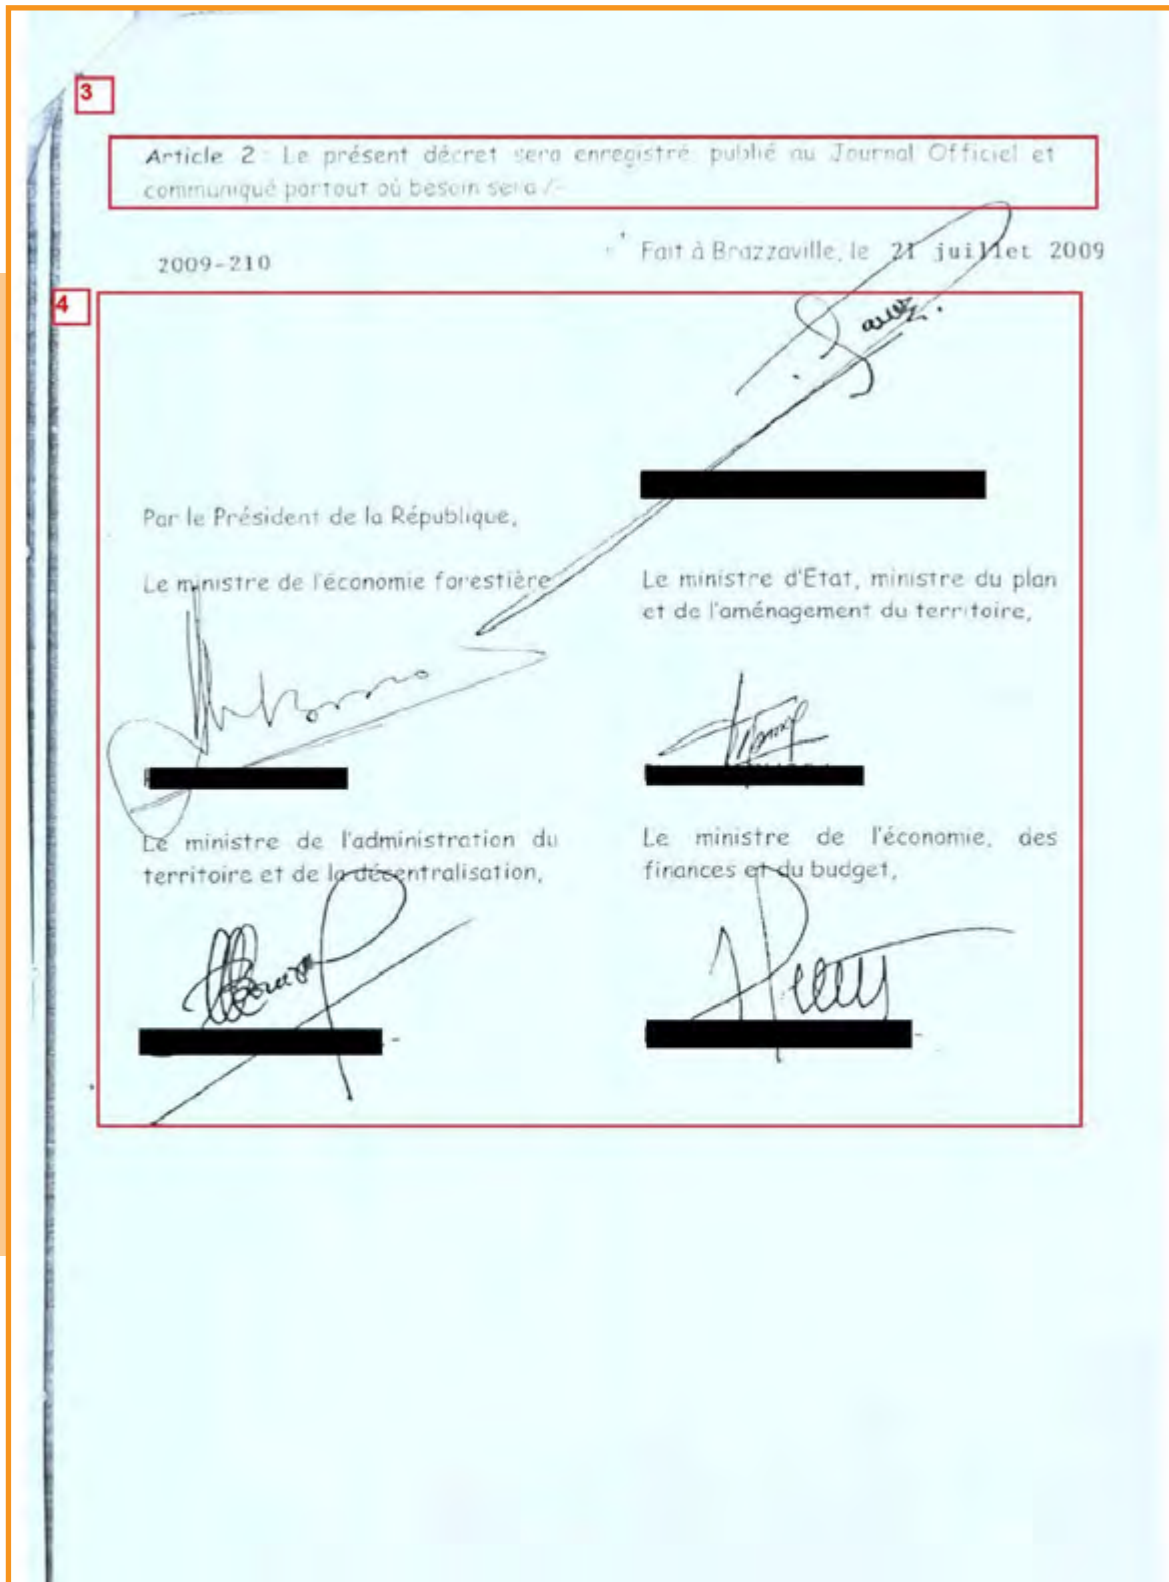 3
Article 2 : Le présent décret sera enregistré, publié au Journal Officiel et
communiqué partout où besoin sera /-
2009-210
Fait à Brazzaville, le 21 juillet 2009
4
Par le Président de la République,
Le ministre de l'économie forestière
Le ministre d'Etat, ministre du plan
et de l'aménagement du territoire,
Le ministre de l'administration du
territoire et de la décentralisation,
Le ministre de l'économie, des
finances et du budget,